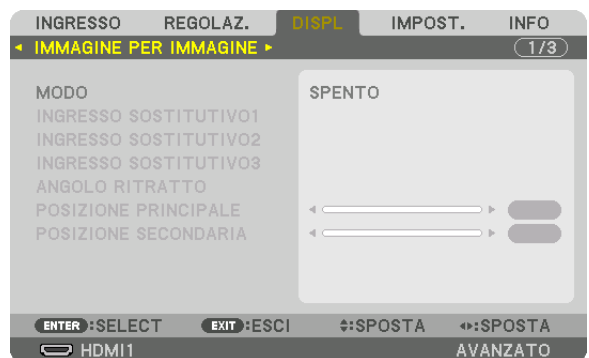 INGRESSO REGOLAZ. DISPL IMPOST. INFO
IMMAGINE PER IMMAGINE 1/3
MODO SPENTO
INGRESSO SOSTITUTIVO1
INGRESSO SOSTITUTIVO2
INGRESSO SOSTITUTIVO3
ANGOLO RITRATTO
POSIZIONE PRINCIPALE
POSIZIONE SECONDARIA
ENTER:SELECT EXIT:ESCI :SPOSTA :SPOSTA
HDMI1 AVANZATO